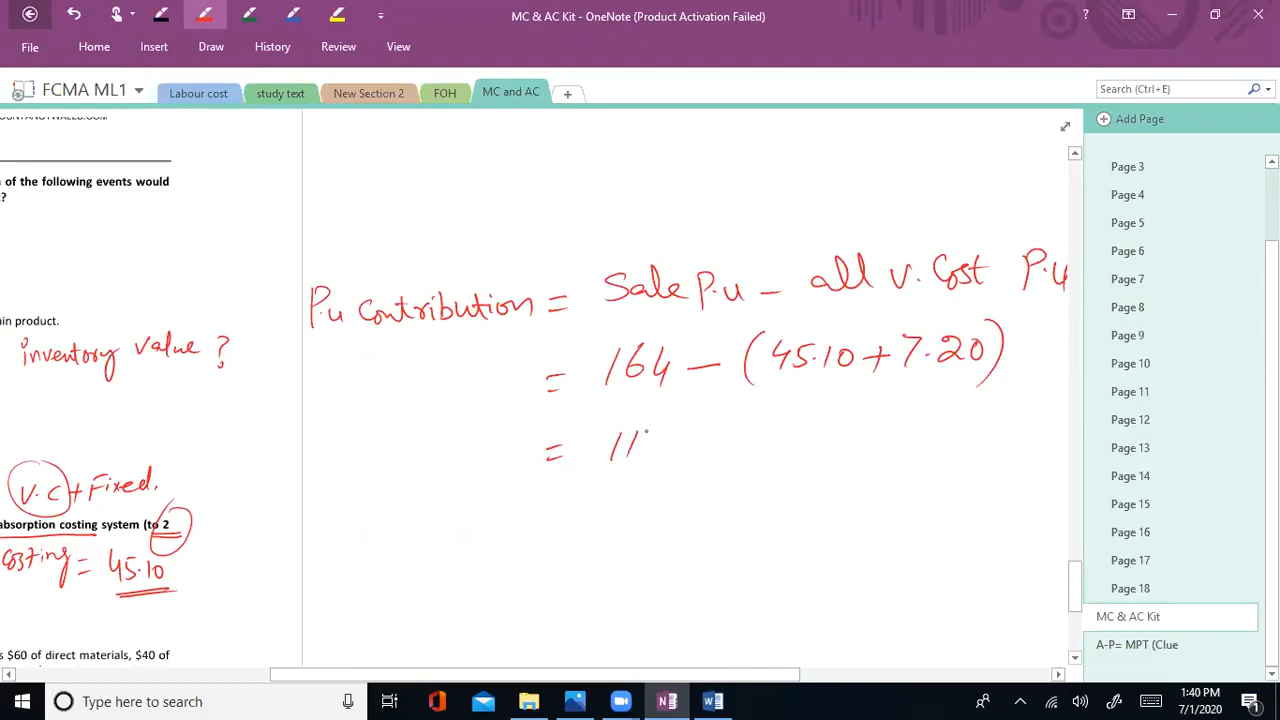 MC & AC Kit - OneNote (Product Activation Failed)
File Home Insert Draw History Review View
FCMA ML1 Labour cost study text New Section 2 FOH MC and AC
Search (Ctrl+E)
Add Page
Page 3
Page 4
Page 5
Page 6
Page 7
Page 8
Page 9
Page 10
Page 11
Page 12
Page 13
Page 14
Page 15
Page 16
Page 17
Page 18
MC & AC Kit
A-P= MPT (Clue
of the following events would
?
in product.
inventory value ?
V.C + Fixed.
absorption costing system (to 2
costing = 45.10
s $60 of direct materials, $40 of
P.u Contribution = Sale P.u - all v. Cost P.u
= 164 - (45.10 + 7.20)
= 11
Type here to search
1:40 PM
7/1/2020